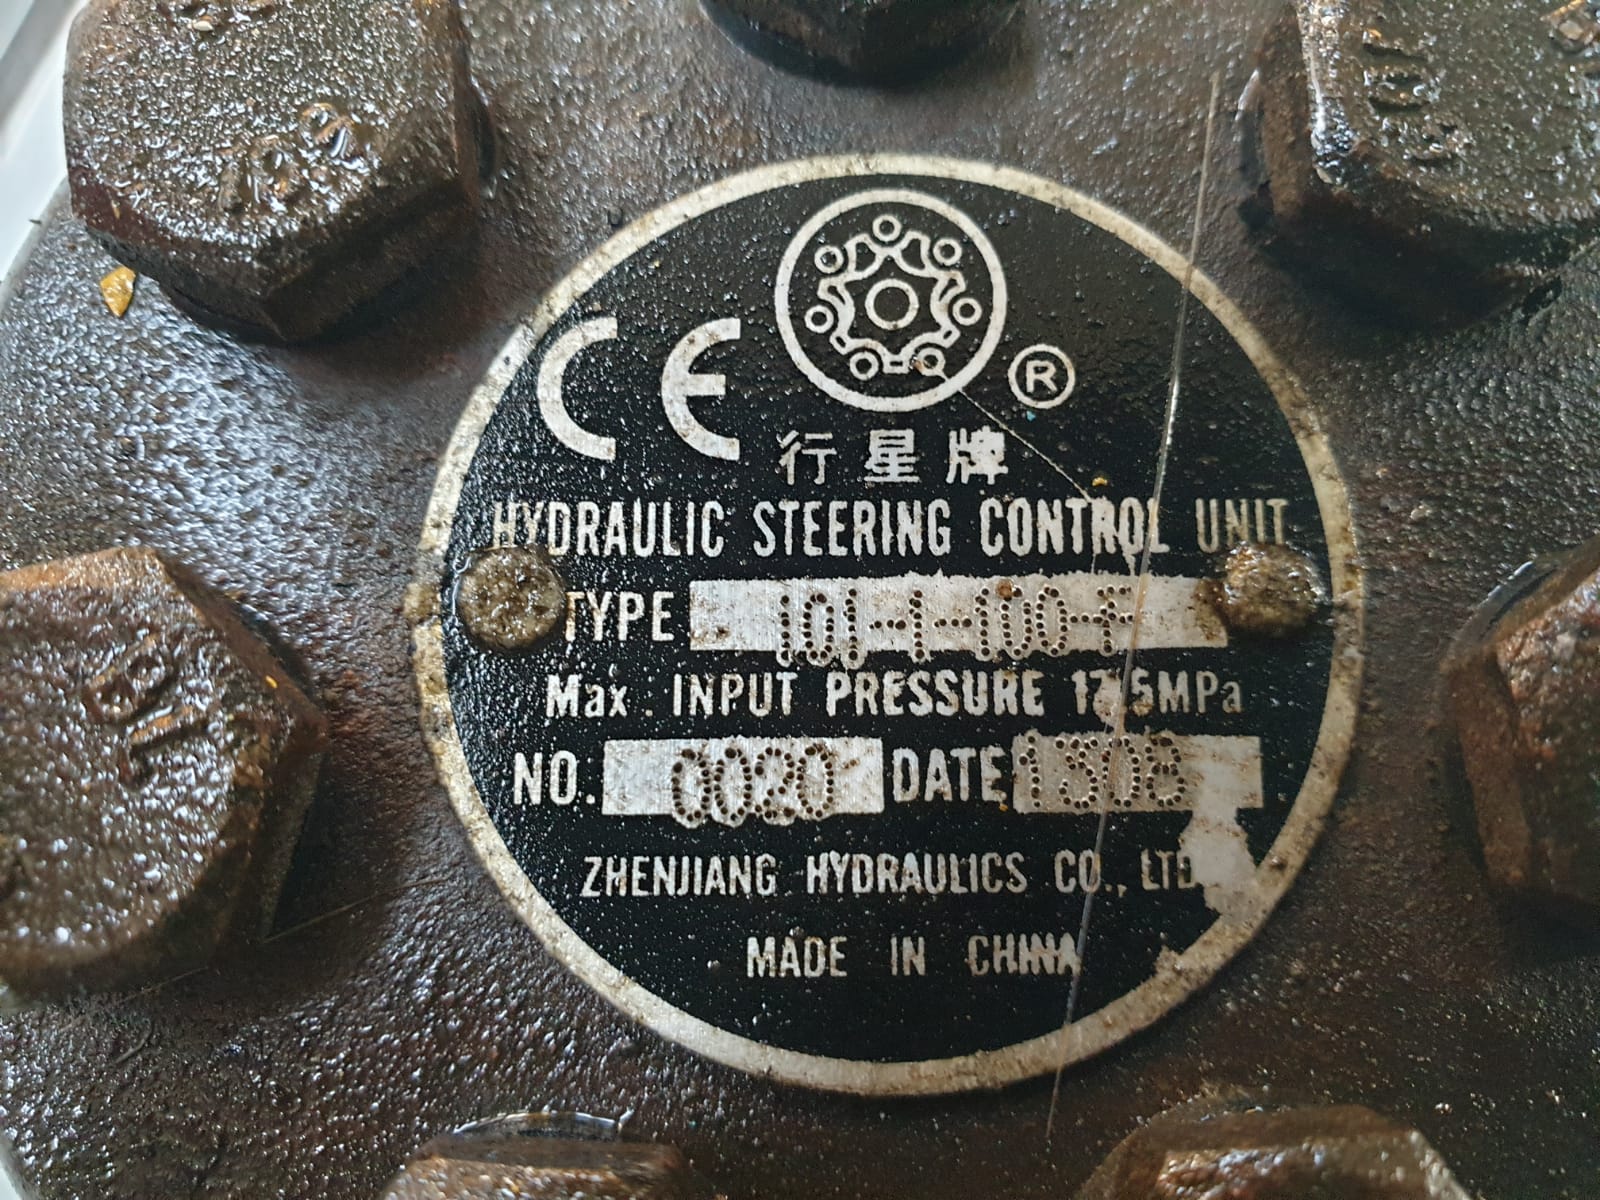 CE
®
行星牌
HYDRAULIC STEERING CONTROL UNIT
TYPE 101-1-100-F
Max. INPUT PRESSURE 17.5MPa
NO. 0020 DATE 1308
ZHENJIANG HYDRAULICS CO., LTD
MADE IN CHINA